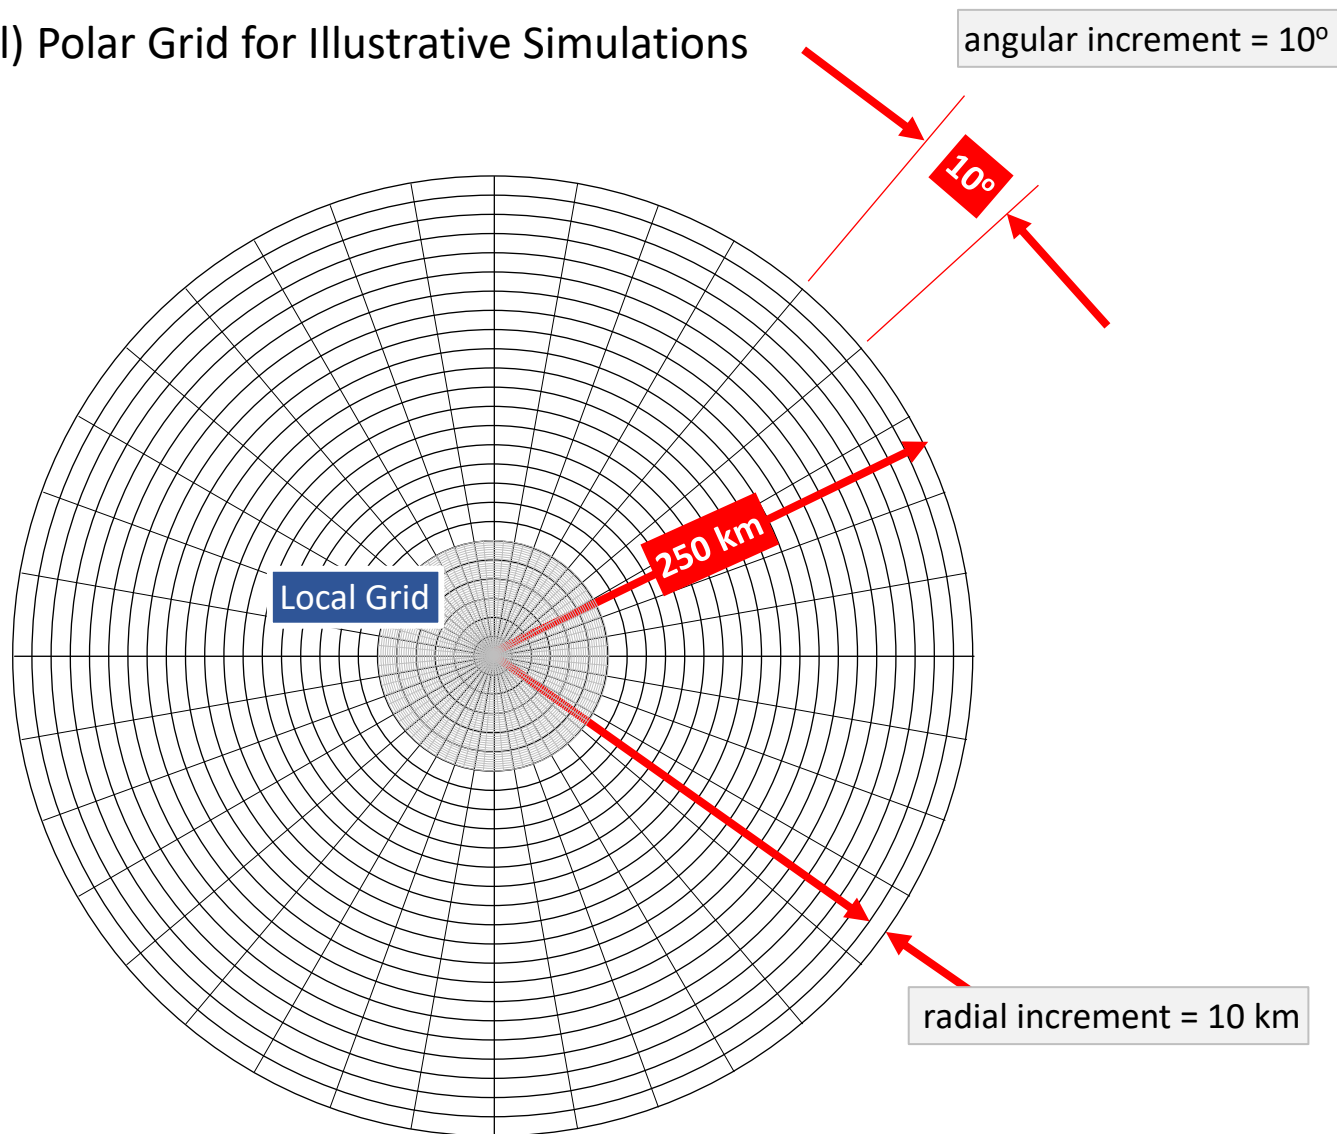 l) Polar Grid for Illustrative Simulations
angular increment = 10º
10º
250 km
Local Grid
radial increment = 10 km